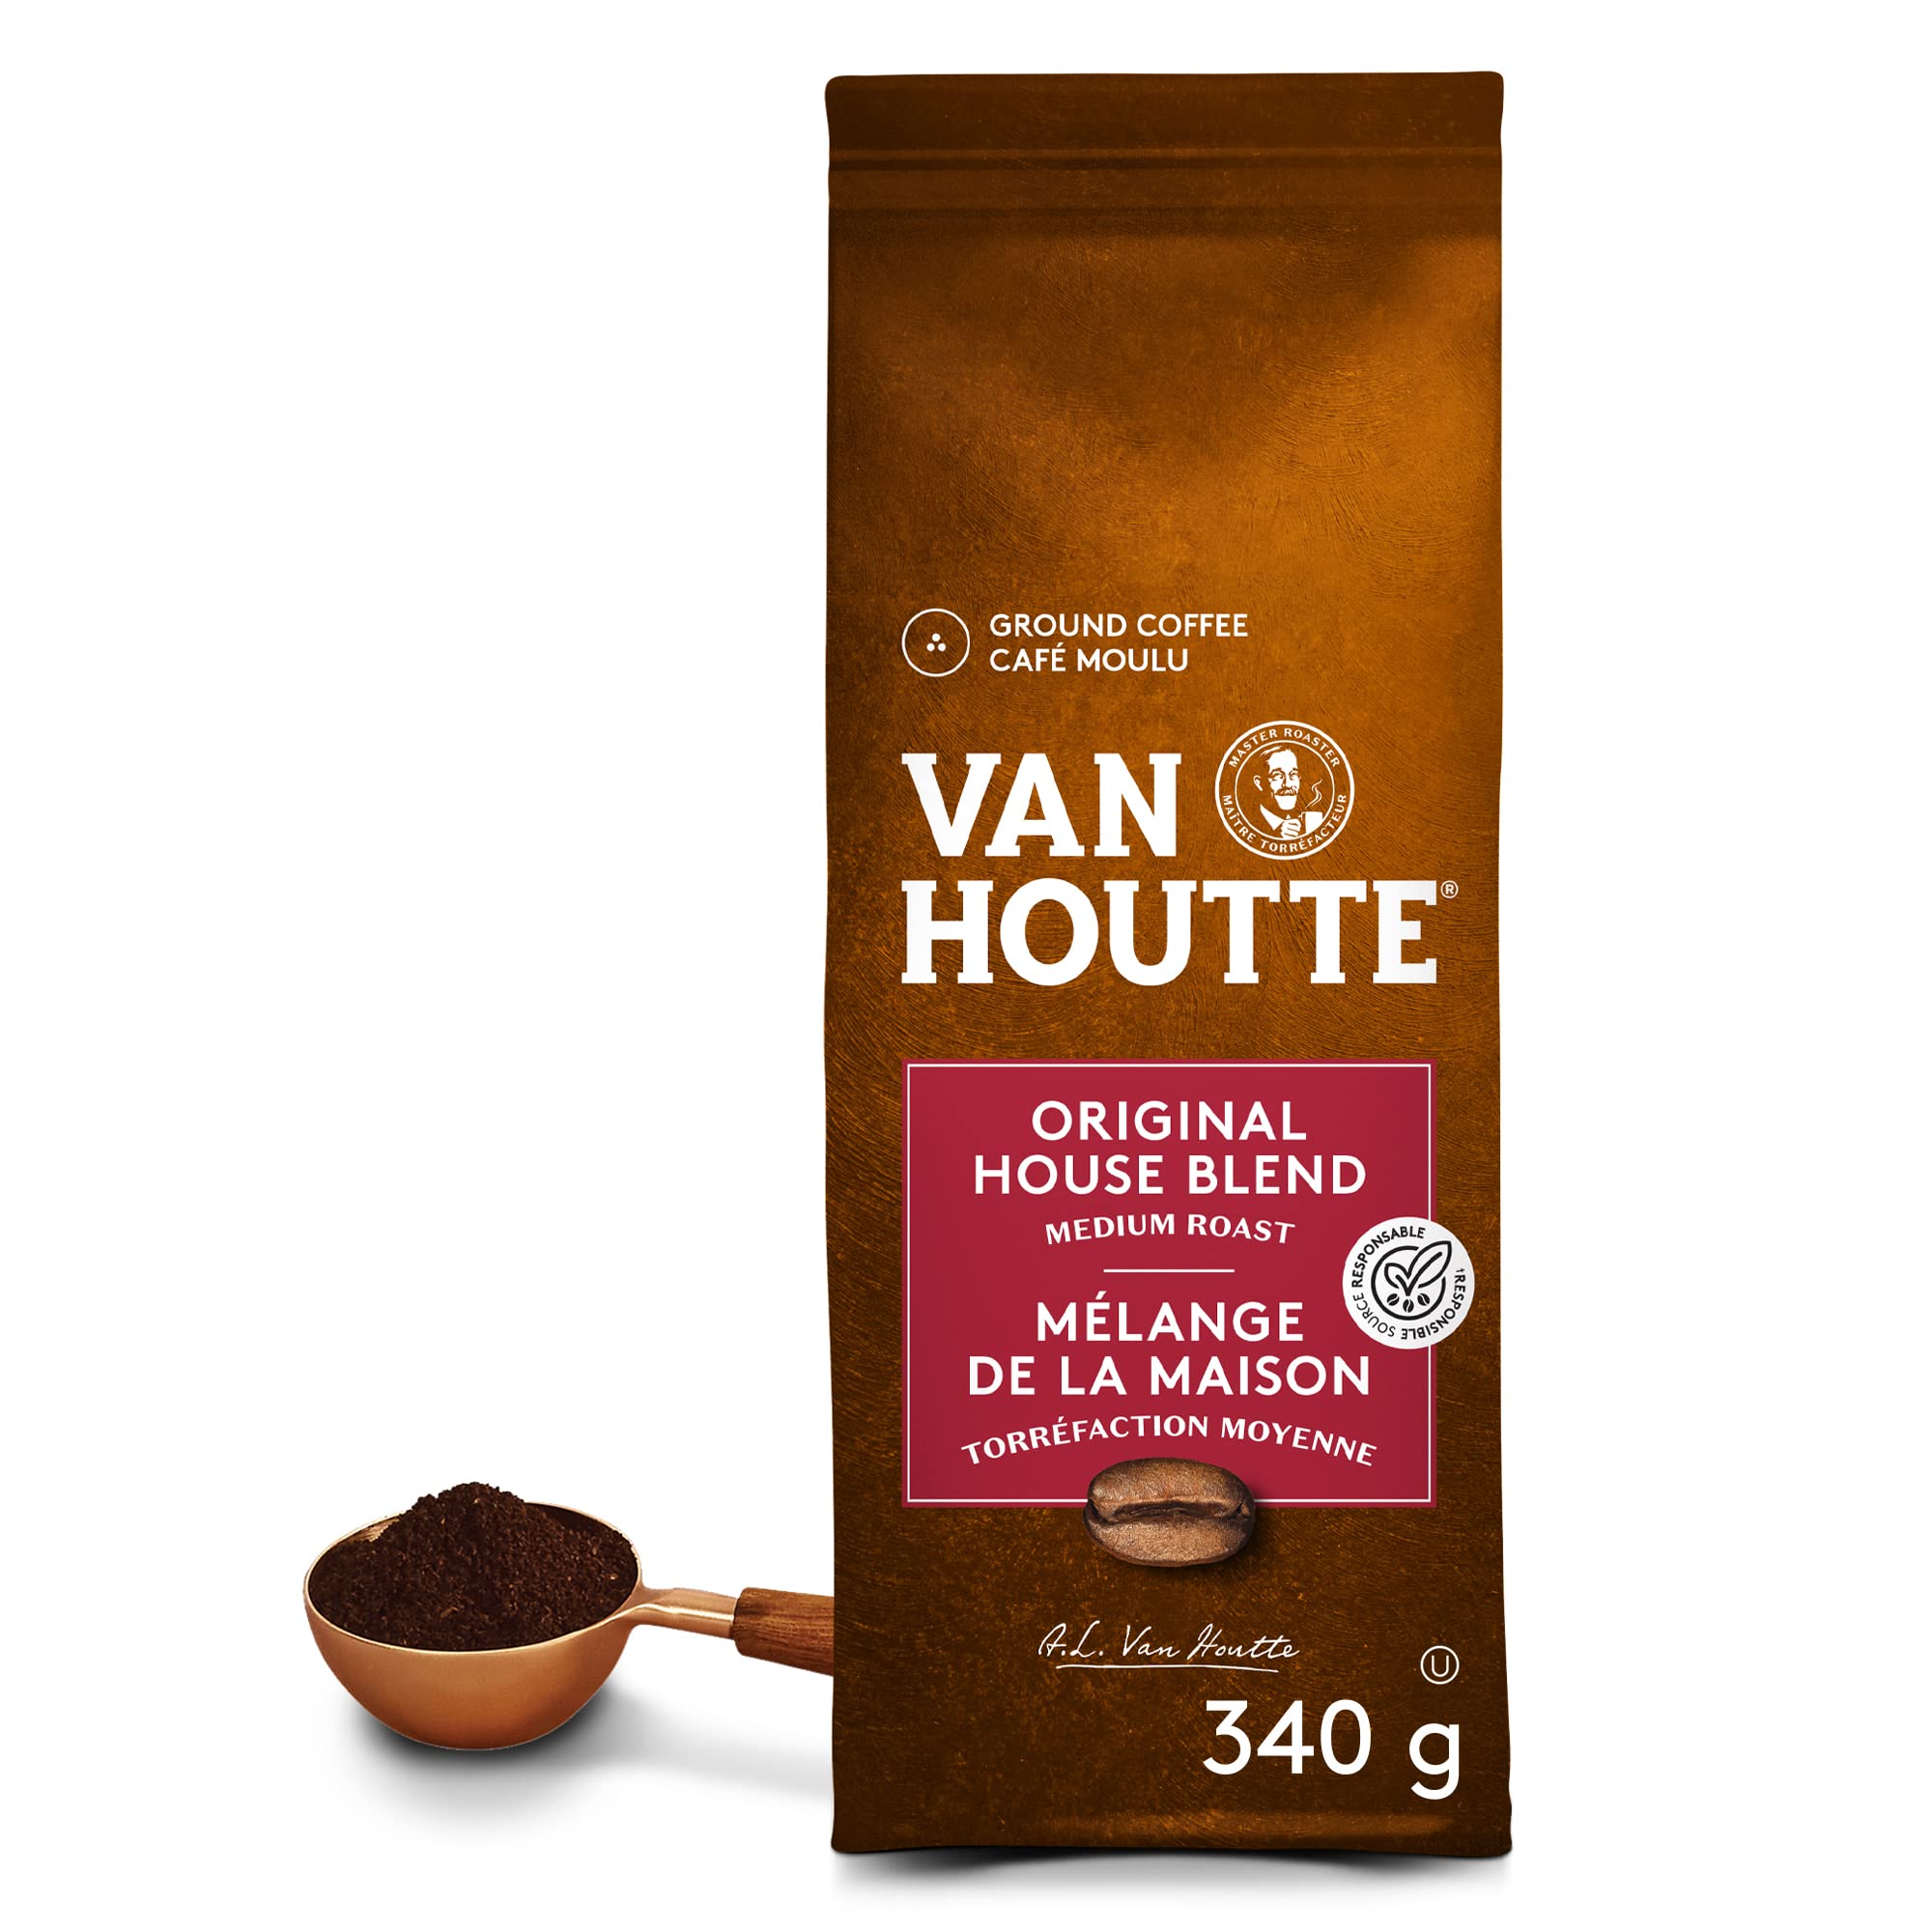 GROUND COFFEE
CAFÉ MOULU
MASTER ROASTER
MAÎTRE TORRÉFACTEUR
VAN
HOUTTE®
ORIGINAL
HOUSE BLEND
MEDIUM ROAST
MÉLANGE
DE LA MAISON
TORRÉFACTION MOYENNE
SOURCE RESPONSABLE
†RESPONSIBLE
A.L. Van Houtte
U
340 g